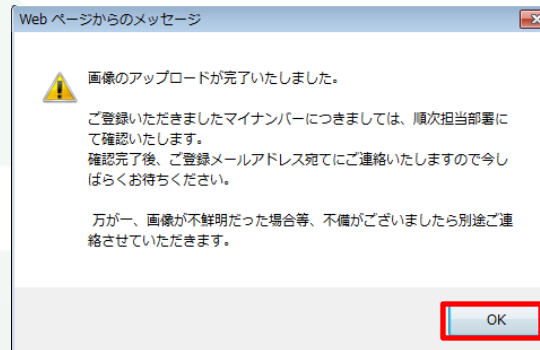 Web ページからのメッセージ
画像のアップロードが完了いたしました。
ご登録いただきましたマイナンバーにつきましては、順次担当部署に
て確認いたします。
確認完了後、ご登録メールアドレス宛てにご連絡いたしますので今し
ばらくお待ちください。
万が一、画像が不鮮明だった場合等、不備がございましたら別途ご連
絡させていただきます。
OK